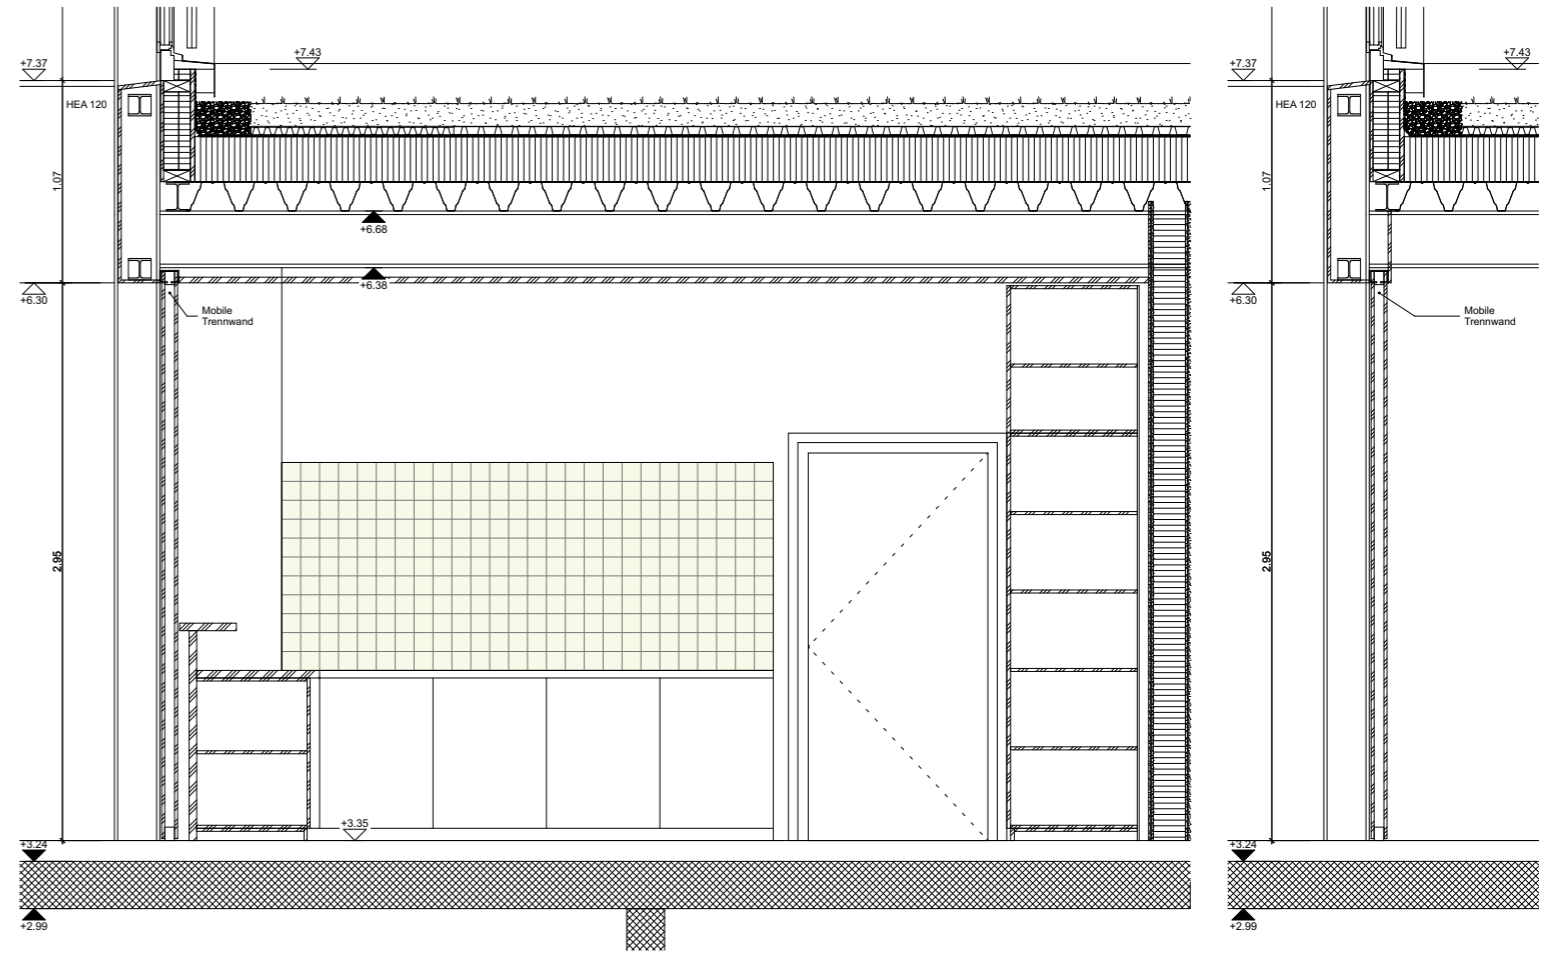 +7.43
+7.37
HEA 120
1.07
+6.68
+6.38
+6.30
Mobile
Trennwand
2.95
+3.35
+3.24
+2.99
+7.43
+7.37
HEA 120
1.07
+6.30
Mobile
Trennwand
2.95
+3.24
+2.99